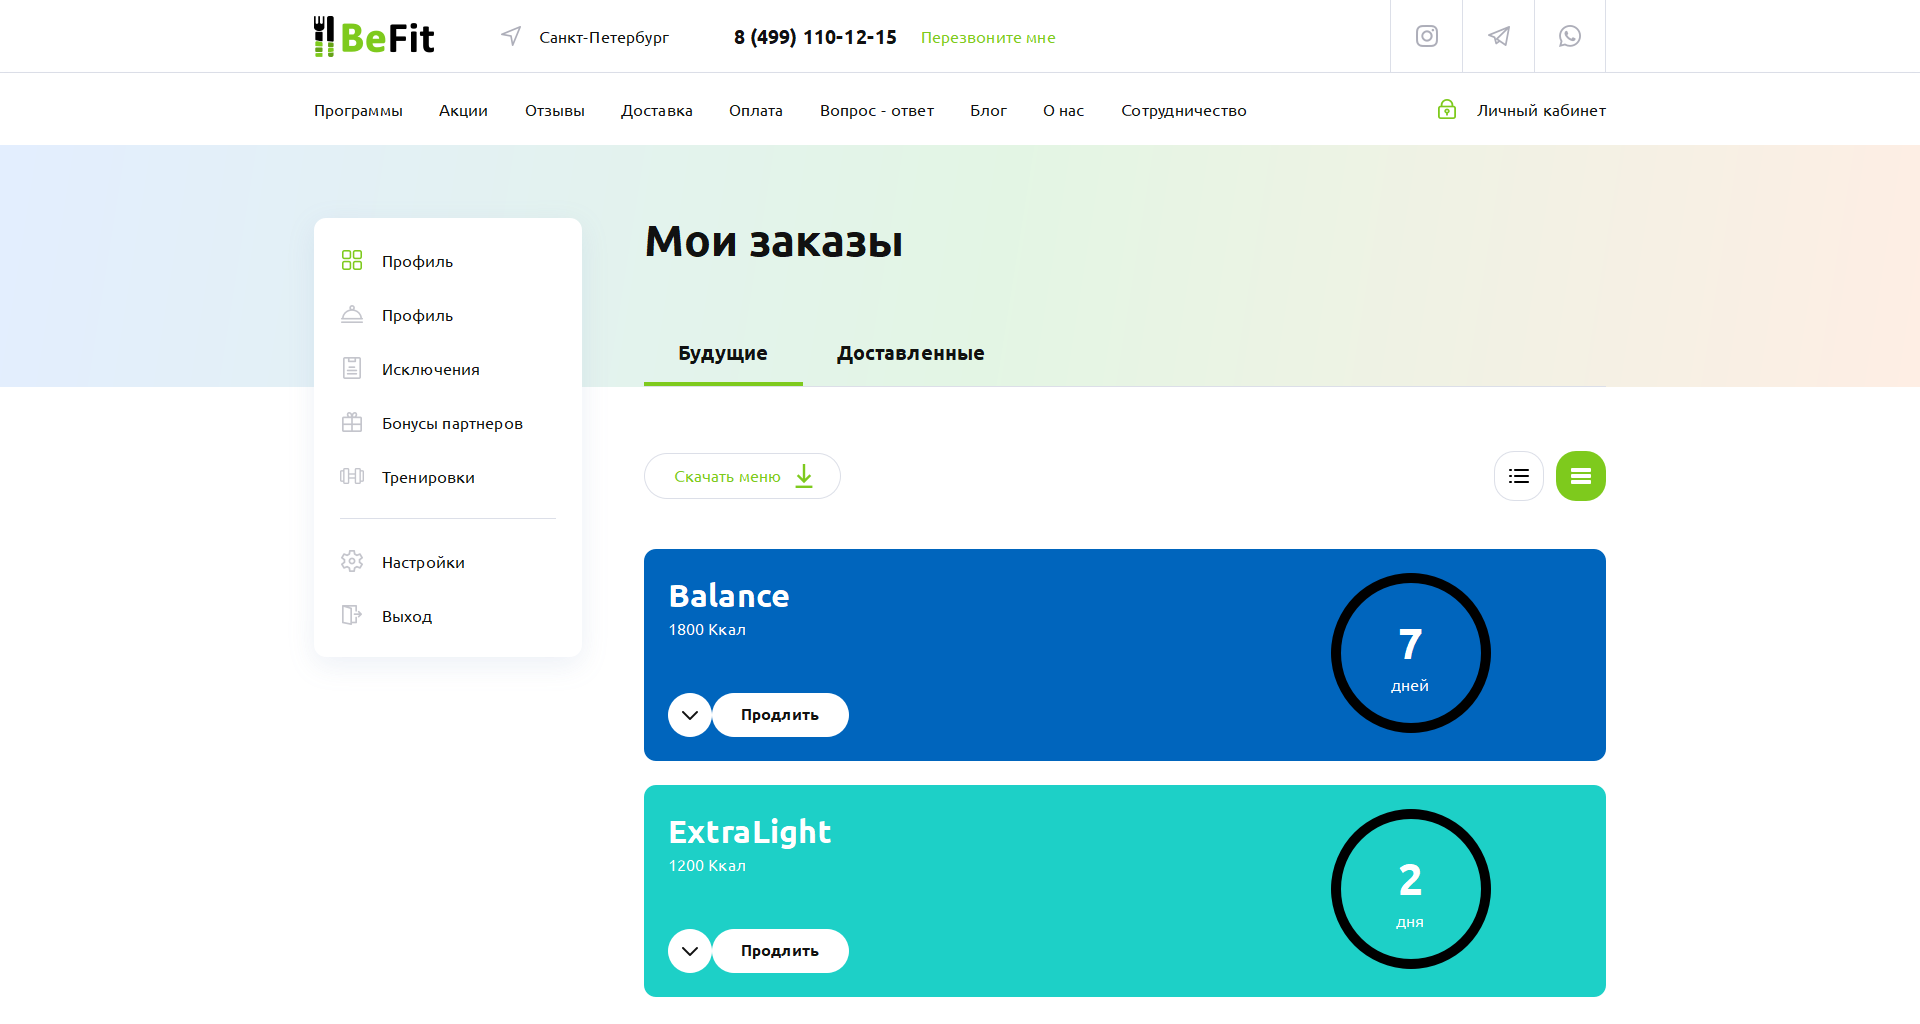 BeFit
Санкт-Петербург
8 (499) 110-12-15
Перезвоните мне
Программы
Акции
Отзывы
Доставка
Оплата
Вопрос - ответ
Блог
О нас
Сотрудничество
Личный кабинет
Профиль
Профиль
Исключения
Бонусы партнеров
Тренировки
Настройки
Выход
Мои заказы
Будущие
Доставленные
Скачать меню
Balance
1800 Ккал
7
дней
Продлить
ExtraLight
1200 Ккал
2
дня
Продлить